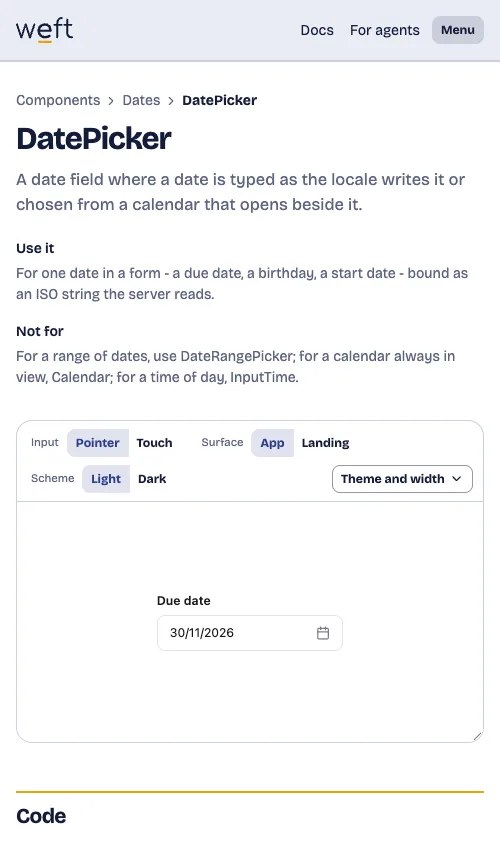 weft
Docs
For agents
Menu
Components > Dates > DatePicker
DatePicker
A date field where a date is typed as the locale writes it or
chosen from a calendar that opens beside it.
Use it
For one date in a form - a due date, a birthday, a start date - bound as
an ISO string the server reads.
Not for
For a range of dates, use DateRangePicker; for a calendar always in
view, Calendar; for a time of day, InputTime.
Input Pointer Touch Surface App Landing
Scheme Light Dark Theme and width
Due date
30/11/2026
Code